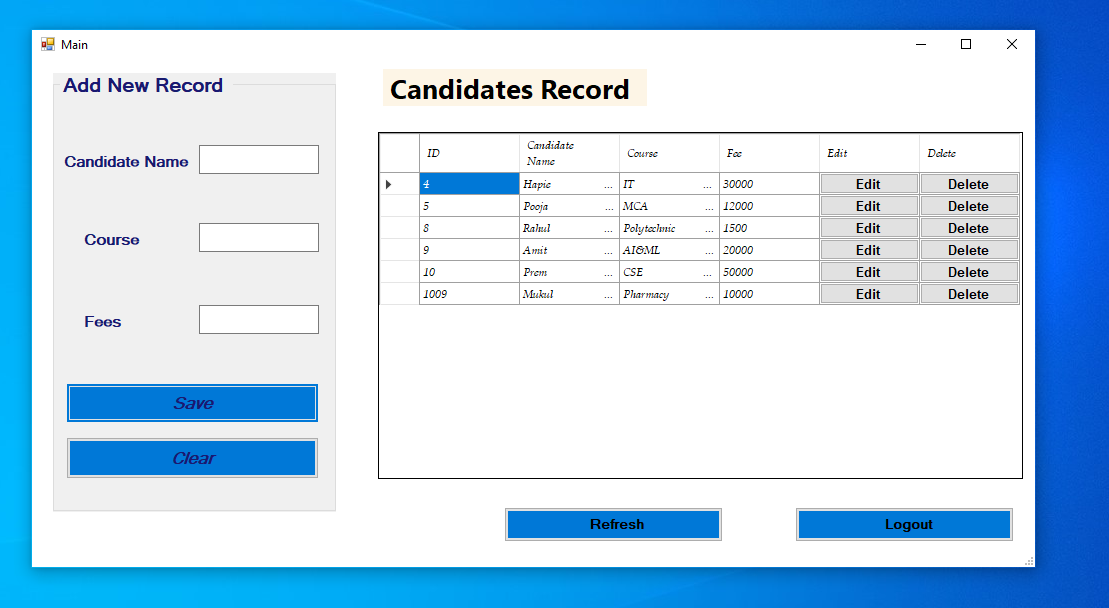 Main
Add New Record
Candidate Name
Course
Fees
Save
Clear
Candidates Record
ID Candidate Name Course Fee Edit Delete
4 Hapie ... IT ... 30000 Edit Delete
5 Pooja ... MCA ... 12000 Edit Delete
8 Rahul ... Polytechnic ... 1500 Edit Delete
9 Amit ... AI&ML ... 20000 Edit Delete
10 Prem ... CSE ... 50000 Edit Delete
1009 Mukul ... Pharmacy ... 10000 Edit Delete
Refresh Logout